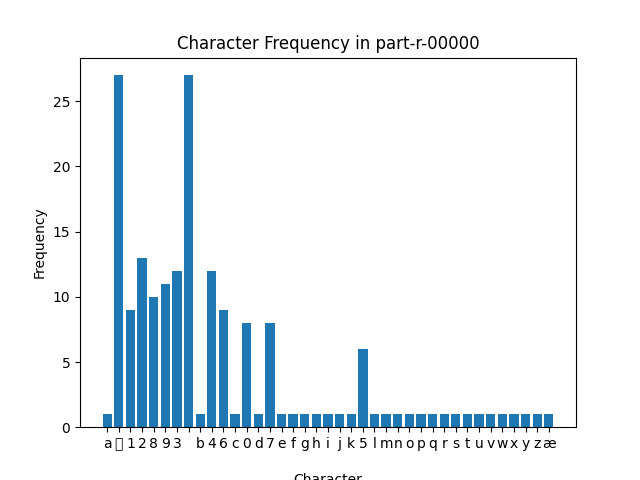 Character Frequency in part-r-00000
25
20
15
10
5
0
Frequency
a 1 2 8 9 3 b 4 6 c 0 d 7 e f g h i j k 5 l m n o p q r s t u v w x y z æ
Character